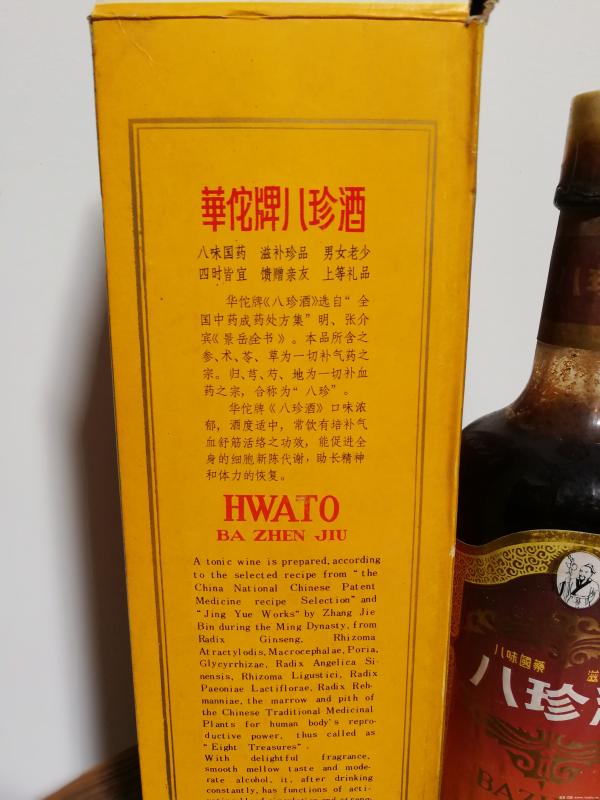 華佗牌八珍酒
八味国药 滋补珍品 男女老少
四时皆宜 馈赠亲友 上等礼品
华佗牌《八珍酒》选自“全
国中药成药处方集”明、张介
宾《景岳全书》。本品所含之
参、术、苓、草为一切补气药之
宗。归、芎、芍、地为一切补血
药之宗，合称为“八珍”。
华佗牌《八珍酒》口味浓
郁，酒度适中，常饮有培补气
血舒筋活络之功效，能促进全
身的细胞新陈代谢，助长精神
和体力的恢复。
HWATO
BA ZHEN JIU
A tonic wine is prepared, according
to the selected recipe from “the
China National Chinese Patent
Medicine recipe Selection” and
“Jing Yue Works” by Zhang Jie
Bin during the Ming Dynasty, from
Radix Ginseng, Rhizoma
Atractylodis, Macrocephalae, Poria,
Glycyrrhizae, Radix Angelica Si-
nensis, Rhizoma Ligustici, Radix
Paeoniae Lactiflorae, Radix Reh-
manniae, the marrow and pith of
the Chinese Traditional Medicinal
Plants for human body's repro-
ductive power, thus called as
“Eight Treasures”.
With delightful fragrance,
smooth mellow taste and mode-
rate alcohol, it, after drinking
constantly, has functions of acti-
八珍
八味國藥 滋
八珍酒
BA ZH